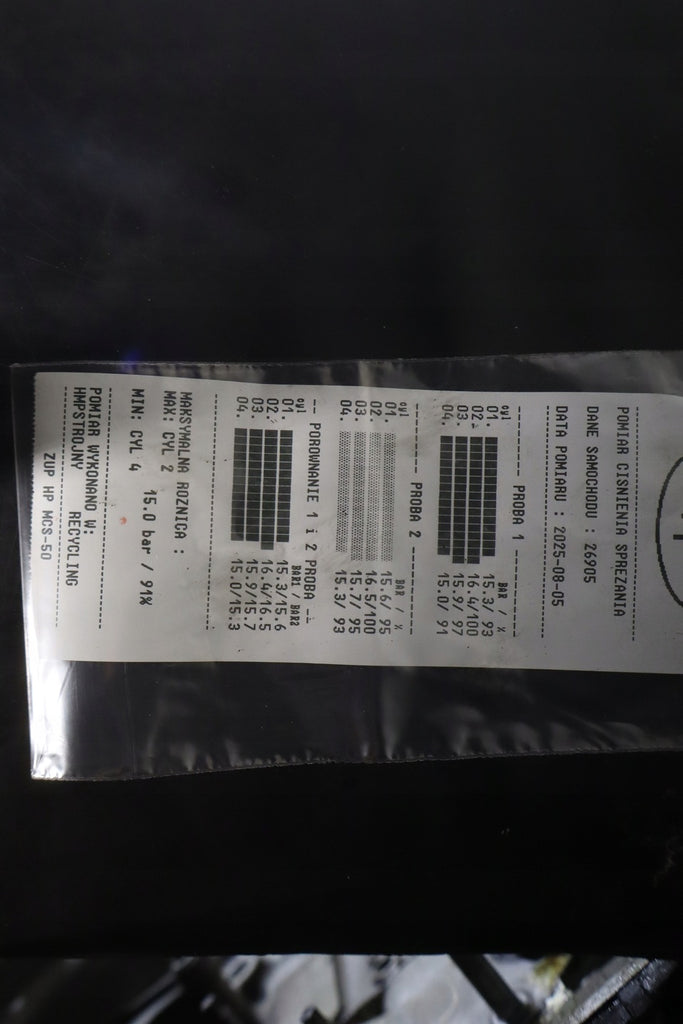 POMIAR CISNIENIA SPREZANIA
DANE SAMOCHODU : 26905
DATA POMIARU : 2025-08-05
PROBA 1
cyl BAR / %
01. 15.3/ 93
02. 16.4/100
03. 15.9/ 97
04. 15.0/ 91
PROBA 2
cyl BAR / %
01. 15.6/ 95
02. 16.5/100
03. 15.7/ 95
04. 15.3/ 93
-- POROWNANIE 1 i 2 PROBA --
cyl BAR1 / BAR2
01. 15.3/15.6
02. 16.4/16.5
03. 15.9/15.7
04. 15.0/15.3
MAKSYMALNA ROZNICA :
MAX: CYL 2
MIN: CYL 4 15.0 bar / 91%
POMIAR WYKONANO W:
HMPSTROJNY RECYCLING
ZUP HP MCS-50